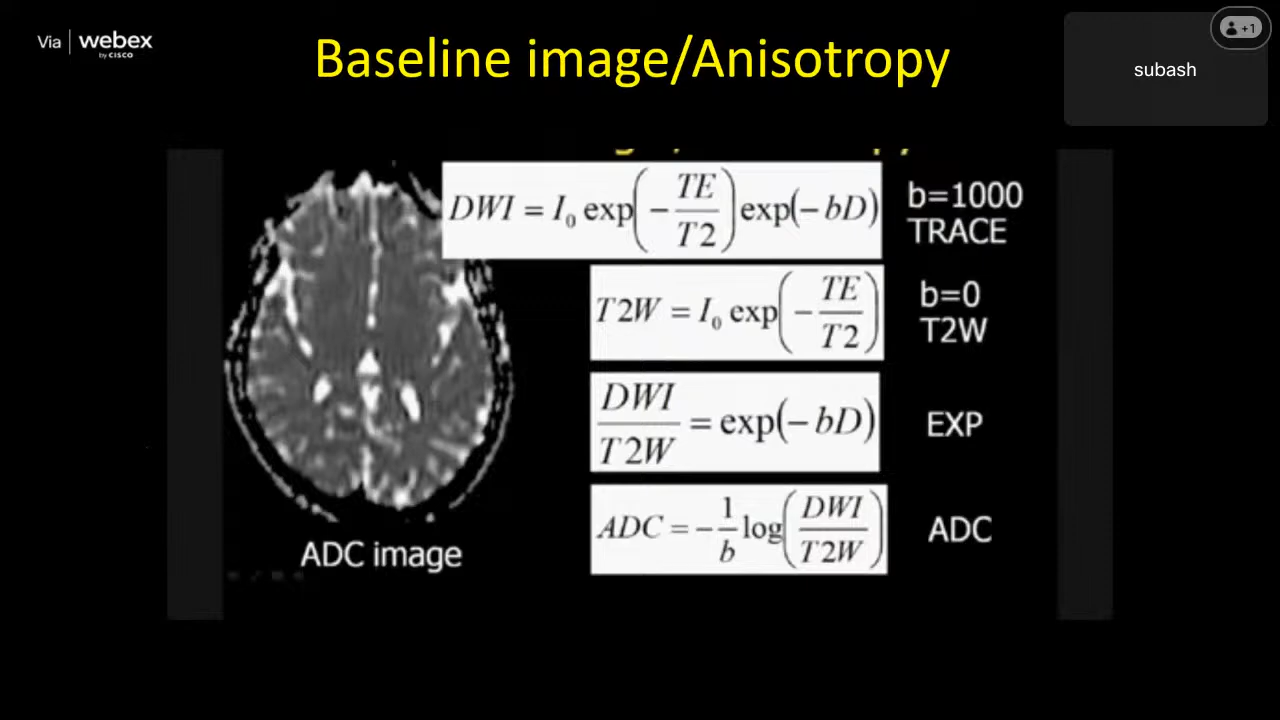 Via webex
by CISCO
Baseline image/Anisotropy
+1
subash
DWI = I₀ exp(−TE/T2) exp(−bD)
b=1000
TRACE
T2W = I₀ exp(−TE/T2)
b=0
T2W
DWI/T2W = exp(−bD)
EXP
ADC = −1/b log(DWI/T2W)
ADC
ADC image